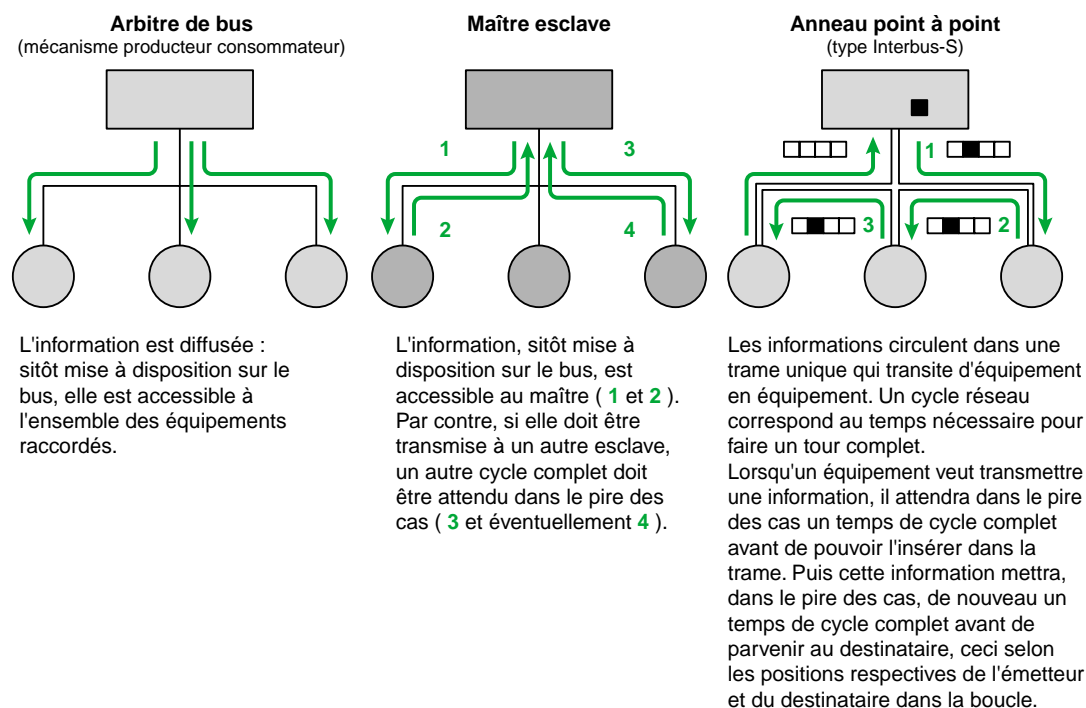 Arbitre de bus
(mécanisme producteur consommateur)
L'information est diffusée :
sitôt mise à disposition sur le
bus, elle est accessible à
l'ensemble des équipements
raccordés.
Maître esclave
1
3
2
4
L'information, sitôt mise à
disposition sur le bus, est
accessible au maître ( 1 et 2 ).
Par contre, si elle doit être
transmise à un autre esclave,
un autre cycle complet doit
être attendu dans le pire des
cas ( 3 et éventuellement 4 ).
Anneau point à point
(type Interbus-S)
1
3
2
Les informations circulent dans une
trame unique qui transite d'équipement
en équipement. Un cycle réseau
correspond au temps nécessaire pour
faire un tour complet.
Lorsqu'un équipement veut transmettre
une information, il attendra dans le pire
des cas un temps de cycle complet
avant de pouvoir l'insérer dans la
trame. Puis cette information mettra,
dans le pire des cas, de nouveau un
temps de cycle complet avant de
parvenir au destinataire, ceci selon
les positions respectives de l'émetteur
et du destinataire dans la boucle.